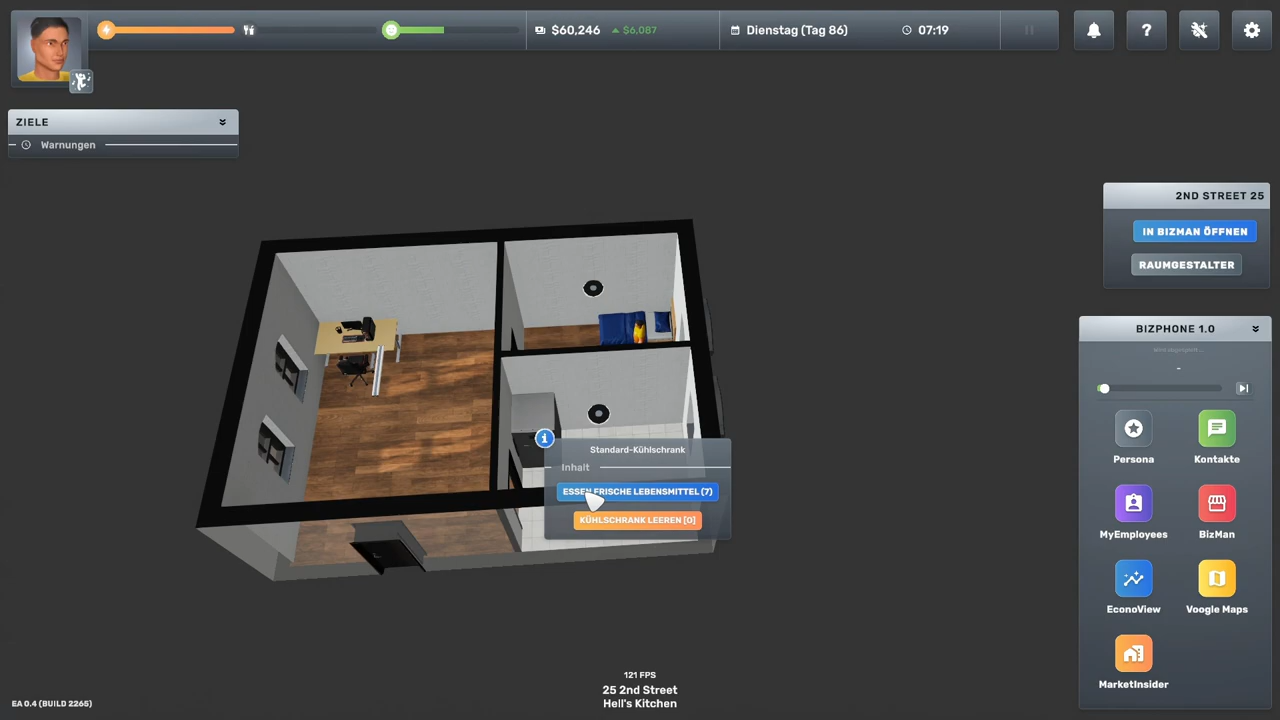 $60,246 $6,087
Dienstag (Tag 86)
07:19
?
ZIELE
Warnungen
2ND STREET 25
IN BIZMAN ÖFFNEN
RAUMGESTALTER
BIZPHONE 1.0
-
Persona
Kontakte
MyEmployees
BizMan
EconoView
Voogle Maps
MarketInsider
i
Standard-Kühlschrank
Inhalt
ESSEN FRISCHE LEBENSMITTEL (7)
KÜHLSCHRANK LEEREN [0]
121 FPS
25 2nd Street
Hell's Kitchen
EA 0.4 (BUILD 2265)